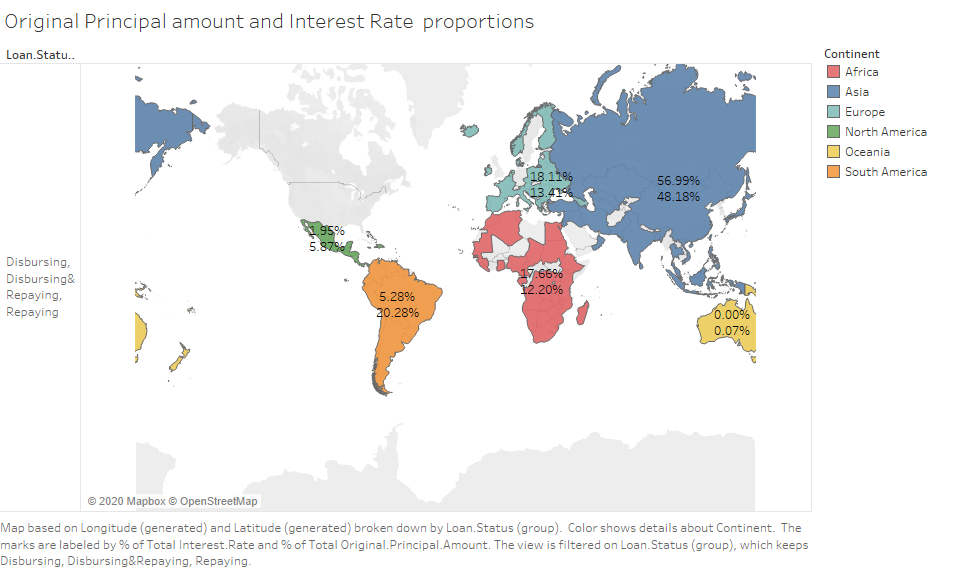 Original Principal amount and Interest Rate  proportions
Loan.Statu..
Continent
Africa
Asia
Europe
North America
Oceania
South America
18.11%
13.41%
56.99%
48.18%
1.95%
5.87%
Disbursing,
Disbursing&
Repaying,
Repaying
17.66%
12.20%
5.28%
20.28%
0.00%
0.07%
© 2020 Mapbox © OpenStreetMap
Map based on Longitude (generated) and Latitude (generated) broken down by Loan.Status (group).  Color shows details about Continent.  The
marks are labeled by % of Total Interest.Rate and % of Total Original.Principal.Amount. The view is filtered on Loan.Status (group), which keeps
Disbursing, Disbursing&Repaying, Repaying.